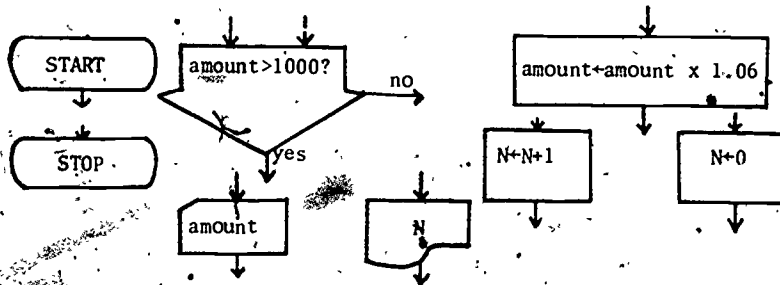 START
amount>1000?
no
amount←amount x 1.06
STOP
yes
N←N+1
N←0
amount
N